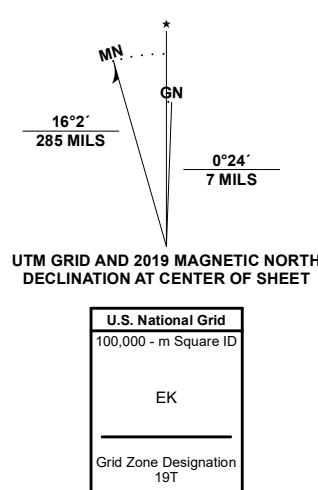 ★
MN
GN
16°2´
285 MILS
0°24´
7 MILS
UTM GRID AND 2019 MAGNETIC NORTH
DECLINATION AT CENTER OF SHEET
U.S. National Grid
100,000 - m Square ID
EK
Grid Zone Designation
19T